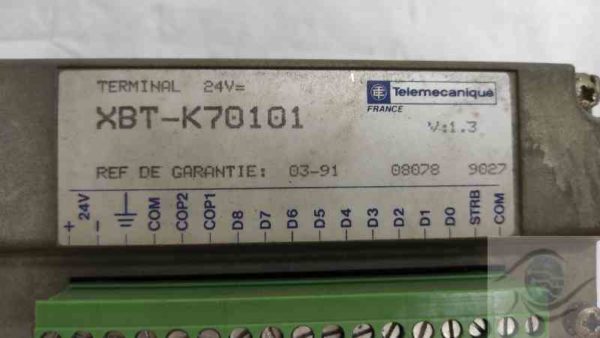 TERMINAL 24V=
Telemecanique
FRANCE
XBT-K70101
V:1.3
REF DE GARANTIE: 03-91 08078 9027
+ 24V - COM COP2 COP1 D8 D7 D6 D5 D4 D3 D2 D1 D0 STRB COM